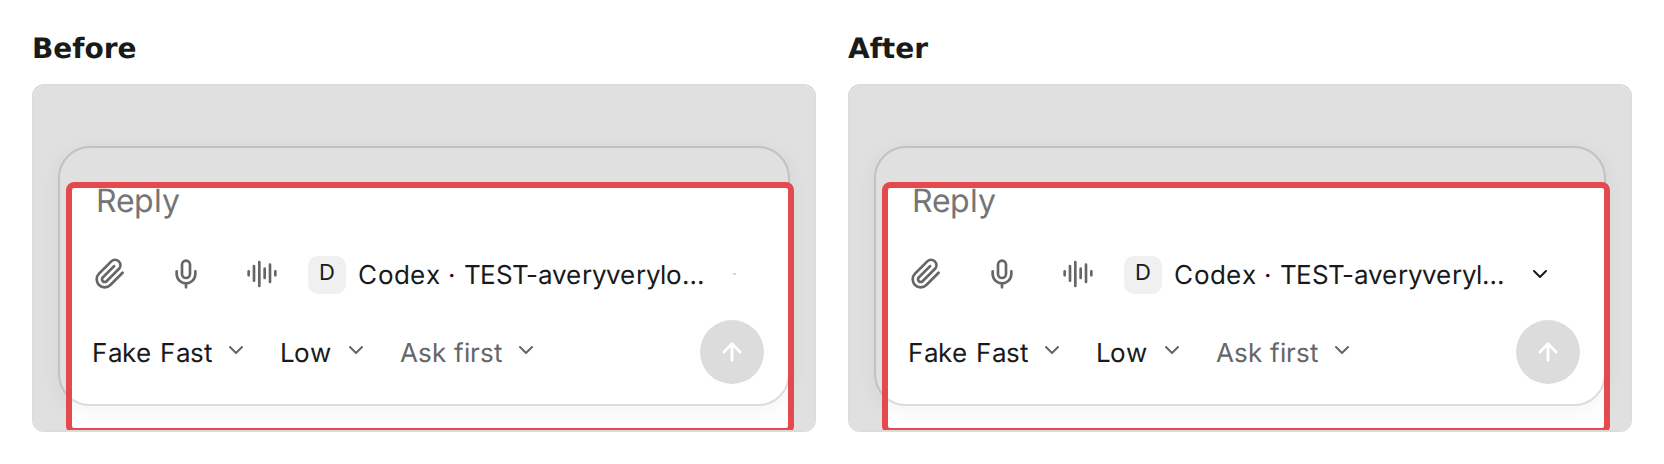 Before
Reply
D Codex · TEST-averyverylo...
Fake Fast Low Ask first
After
Reply
D Codex · TEST-averyveryl...
Fake Fast Low Ask first